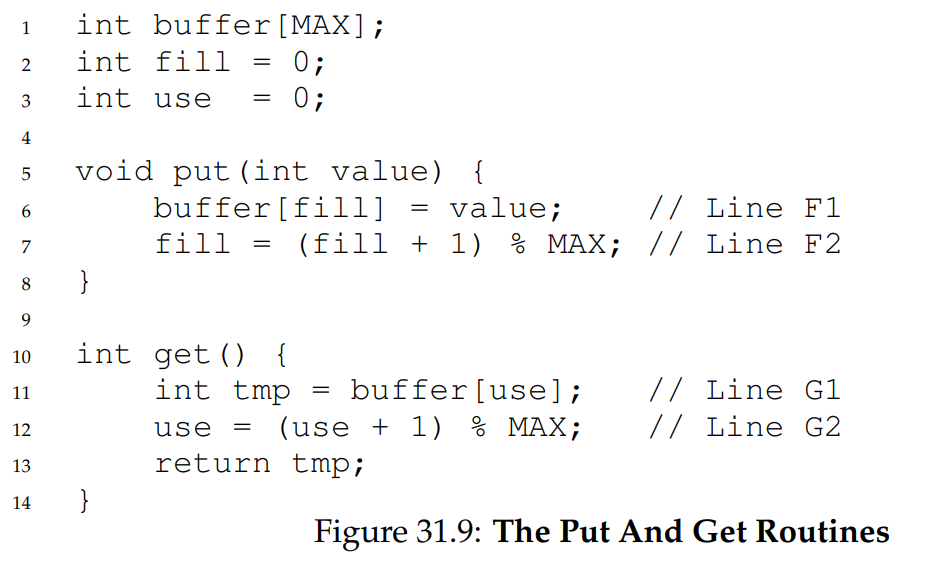 1 int buffer[MAX];
2 int fill = 0;
3 int use  = 0;
4
5 void put(int value) {
6     buffer[fill] = value;    // Line F1
7     fill = (fill + 1) % MAX; // Line F2
8 }
9
10 int get() {
11     int tmp = buffer[use];   // Line G1
12     use = (use + 1) % MAX;   // Line G2
13     return tmp;
14 }
Figure 31.9: The Put And Get Routines